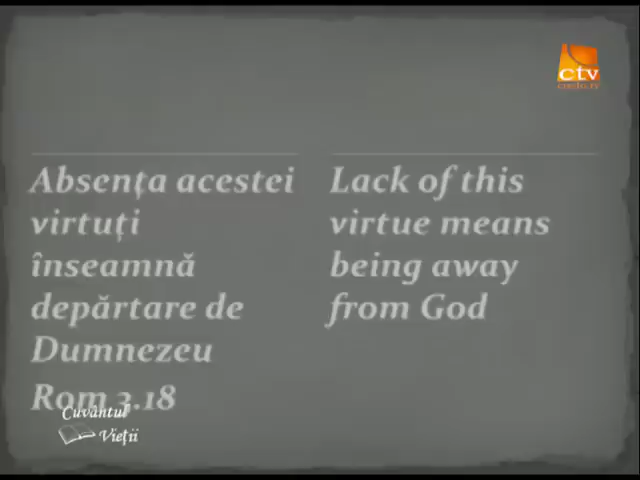 ctv
Absența acestei
virtuți
înseamnă
depărtare de
Dumnezeu
Rom 3.18
Lack of this
virtue means
being away
from God
Cuvântul
Vieții